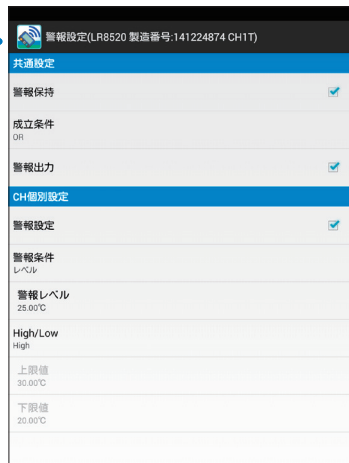 警報設定(LR8520 製造番号:141224874 CH1T)
共通設定
警報保持
成立条件
OR
警報出力
CH個別設定
警報設定
警報条件
レベル
警報レベル
25.00℃
High/Low
High
上限値
30.00℃
下限値
20.00℃